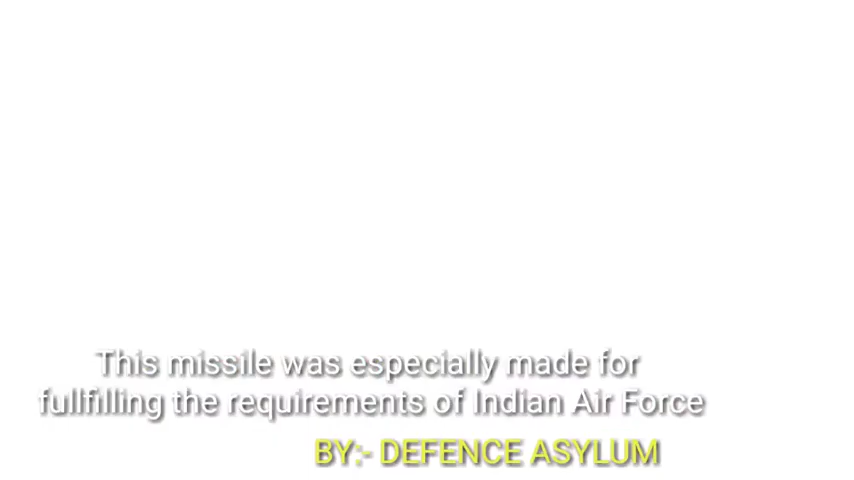 This missile was especially made for
fullfilling the requirements of Indian Air Force
BY:- DEFENCE ASYLUM